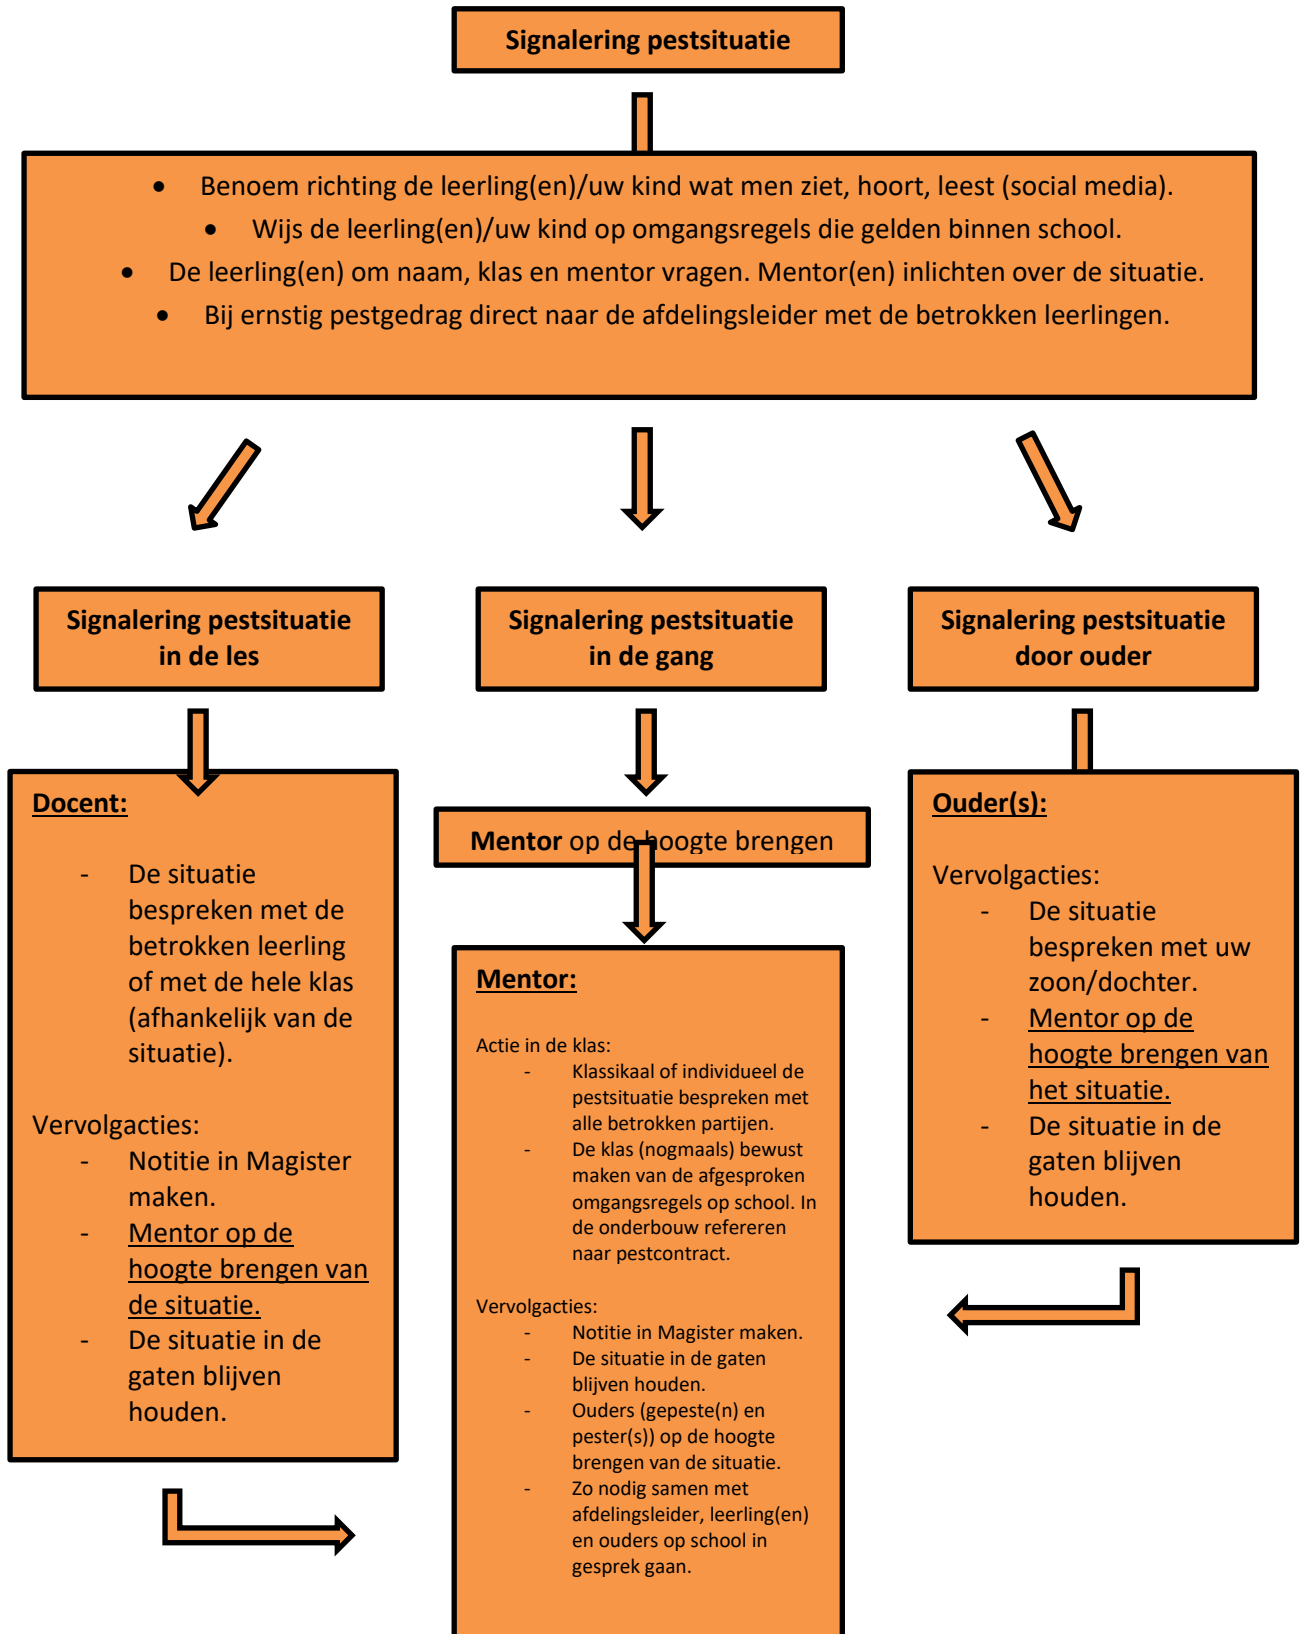 Signalering pestsituatie
• Benoem richting de leerling(en)/uw kind wat men ziet, hoort, leest (social media).
• Wijs de leerling(en)/uw kind op omgangsregels die gelden binnen school.
• De leerling(en) om naam, klas en mentor vragen. Mentor(en) inlichten over de situatie.
• Bij ernstig pestgedrag direct naar de afdelingsleider met de betrokken leerlingen.
Signalering pestsituatie
in de les
Signalering pestsituatie
in de gang
Signalering pestsituatie
door ouder
Docent:
- De situatie
bespreken met de
betrokken leerling
of met de hele klas
(afhankelijk van de
situatie).
Vervolgacties:
- Notitie in Magister
maken.
- Mentor op de
hoogte brengen van
de situatie.
- De situatie in de
gaten blijven
houden.
Mentor op de hoogte brengen
Mentor:
Actie in de klas:
- Klassikaal of individueel de
pestsituatie bespreken met
alle betrokken partijen.
- De klas (nogmaals) bewust
maken van de afgesproken
omgangsregels op school. In
de onderbouw refereren
naar pestcontract.
Vervolgacties:
- Notitie in Magister maken.
- De situatie in de gaten
blijven houden.
- Ouders (gepeste(n) en
pester(s)) op de hoogte
brengen van de situatie.
- Zo nodig samen met
afdelingsleider, leerling(en)
en ouders op school in
gesprek gaan.
Ouder(s):
Vervolgacties:
- De situatie
bespreken met uw
zoon/dochter.
- Mentor op de
hoogte brengen van
het situatie.
- De situatie in de
gaten blijven
houden.